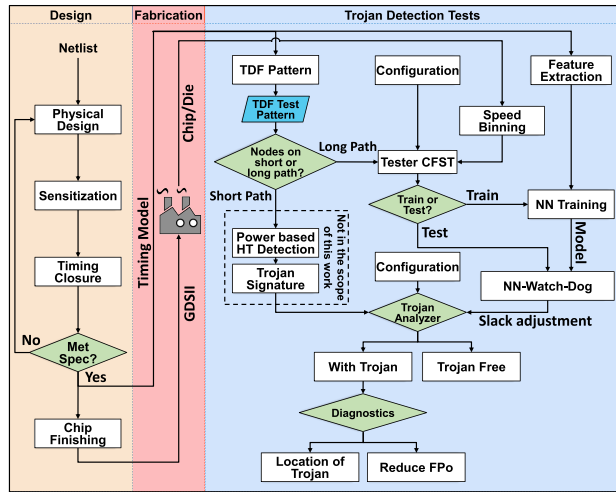 Design
Fabrication
Trojan Detection Tests
Netlist
Physical
Design
Sensitization
Timing
Closure
No
Met
Spec?
Yes
Chip
Finishing
Chip/Die
Timing Model
GDSII
TDF Pattern
TDF Test
Pattern
Nodes on
short or
long path?
Long Path
Short Path
Configuration
Feature
Extraction
Speed
Binning
Tester CFST
Train or
Test?
Train
Test
NN Training
Model
Power based
HT Detection
Trojan
Signature
Not in the scope
of this work
Configuration
NN-Watch-Dog
Trojan
Analyzer
Slack adjustment
With Trojan
Trojan Free
Diagnostics
Location of
Trojan
Reduce FPo